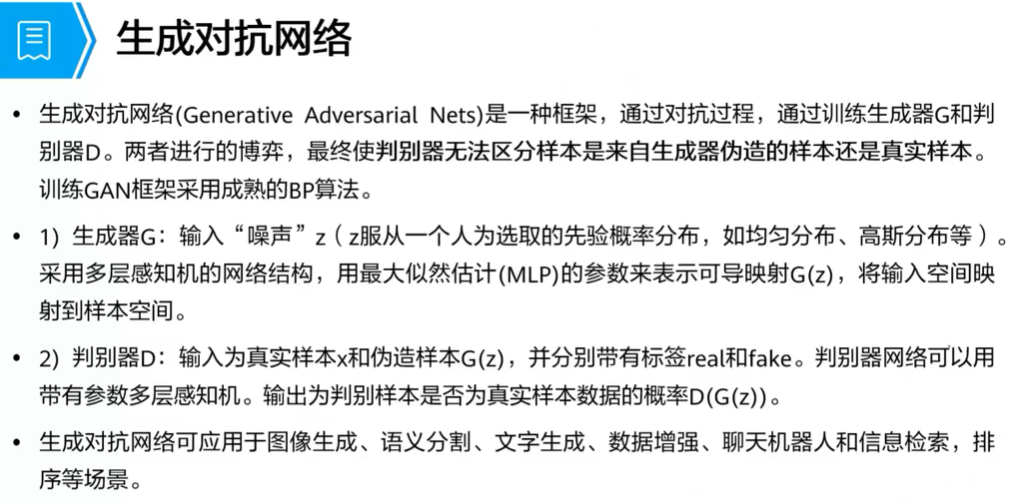 生成对抗网络
• 生成对抗网络(Generative Adversarial Nets)是一种框架，通过对抗过程，通过训练生成器G和判
别器D。两者进行的博弈，最终使判别器无法区分样本是来自生成器伪造的样本还是真实样本。
训练GAN框架采用成熟的BP算法。
• 1) 生成器G：输入“噪声”z（z服从一个人为选取的先验概率分布，如均匀分布、高斯分布等）。
采用多层感知机的网络结构，用最大似然估计(MLP)的参数来表示可导映射G(z)，将输入空间映
射到样本空间。
• 2) 判别器D：输入为真实样本x和伪造样本G(z)，并分别带有标签real和fake。判别器网络可以用
带有参数多层感知机。输出为判别样本是否为真实样本数据的概率D(G(z))。
• 生成对抗网络可应用于图像生成、语义分割、文字生成、数据增强、聊天机器人和信息检索，排
序等场景。